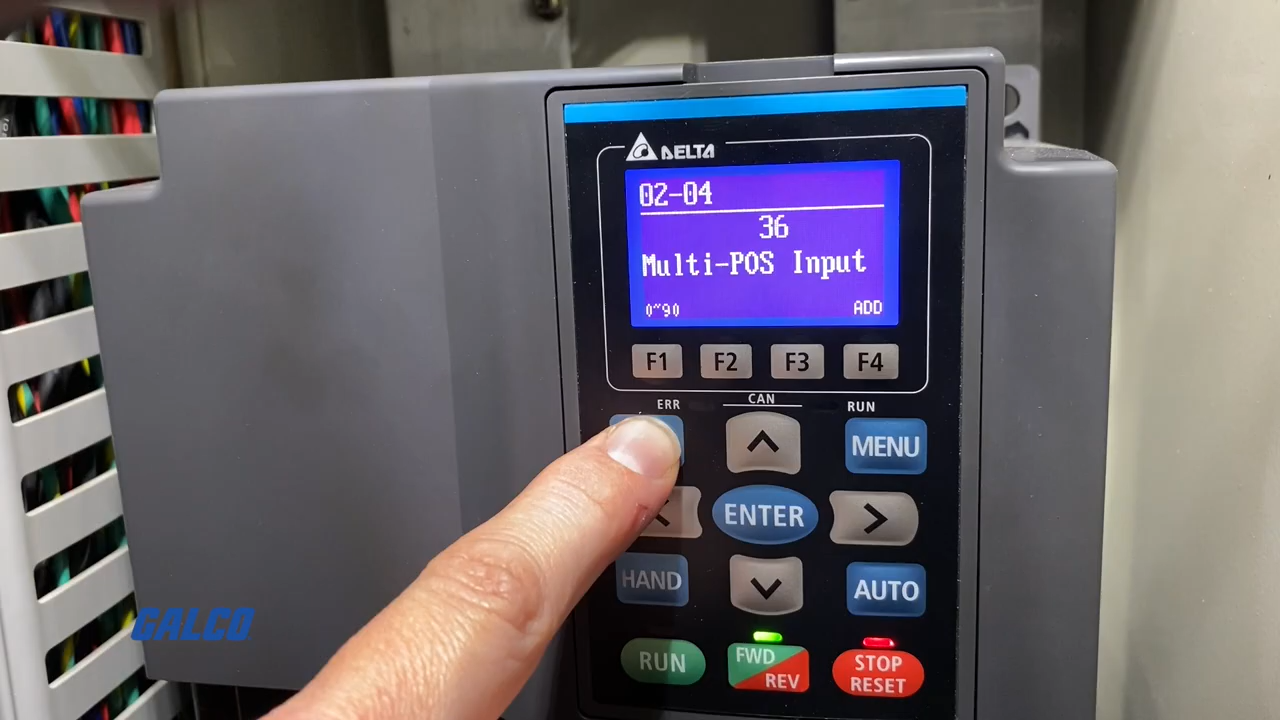 DELTA
02-04
36
Multi-POS Input
0~90 ADD
F1 F2 F3 F4
ERR CAN RUN
MENU
ENTER
HAND AUTO
RUN FWD REV STOP RESET
GALCO